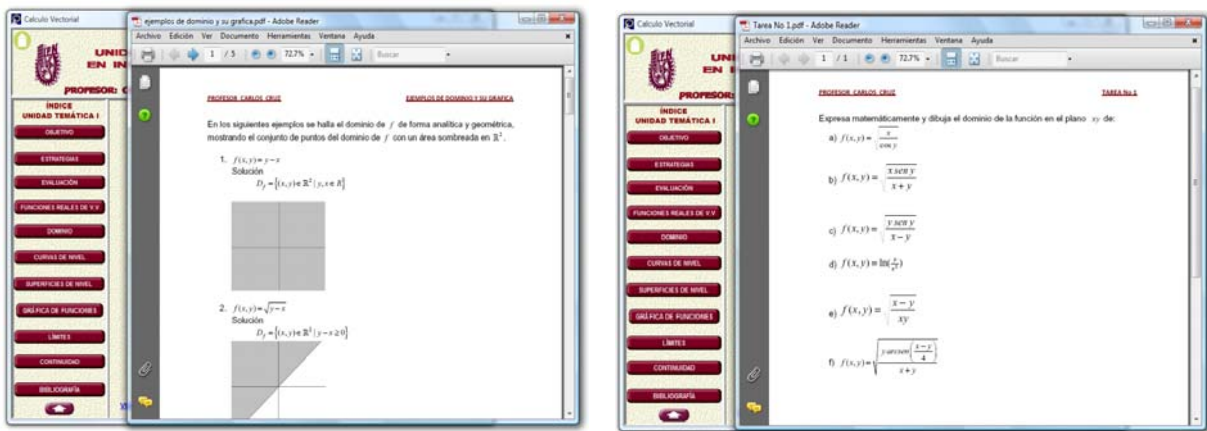 Calculo Vectorial
UNID
EN IN
PROFESOR: C
ÍNDICE
UNIDAD TEMÁTICA I
OBJETIVO
ESTRATEGIAS
EVALUACIÓN
FUNCIONES REALES DE V.V
DOMINIO
CURVAS DE NIVEL
SUPERFICIES DE NIVEL
GRÁFICA DE FUNCIONES
LÍMITES
CONTINUIDAD
BIBLIOGRAFÍA
ejemplos de dominio y su grafica.pdf - Adobe Reader
Archivo Edición Ver Documento Herramientas Ventana Ayuda
1 / 5 72.7% Buscar
PROFESOR CARLOS CRUZ EJEMPLOS DE DOMINIO Y SU GRAFICA
En los siguientes ejemplos se halla el dominio de f de forma analítica y geométrica,
mostrando el conjunto de puntos del dominio de f con un área sombreada en ℝ².
1. f(x,y)=y−x
Solución
D_f = {(x,y)∈ℝ² | y,x∈R}
2. f(x,y)=√(y−x)
Solución
D_f = {(x,y)∈ℝ² | y−x≥0}
Calculo Vectorial
UNI
EN I
PROFESOR:
ÍNDICE
UNIDAD TEMÁTICA I
OBJETIVO
ESTRATEGIAS
EVALUACIÓN
FUNCIONES REALES DE V.V
DOMINIO
CURVAS DE NIVEL
SUPERFICIES DE NIVEL
GRÁFICA DE FUNCIONES
LÍMITES
CONTINUIDAD
BIBLIOGRAFÍA
Tarea No 1.pdf - Adobe Reader
Archivo Edición Ver Documento Herramientas Ventana Ayuda
1 / 1 72.7% Buscar
PROFESOR CARLOS CRUZ TAREA No 1
Expresa matemáticamente y dibuja el dominio de la función en el plano xy de:
a) f(x,y)=√(x/cos y)
b) f(x,y)=√(x sen y/(x+y))
c) f(x,y)=√(y sen y/(x−y))
d) f(x,y)=ln(
e) f(x,y)=√((x−y)/xy)
f) f(x,y)=√(y arcsen((x−y)/4)/(x+y))